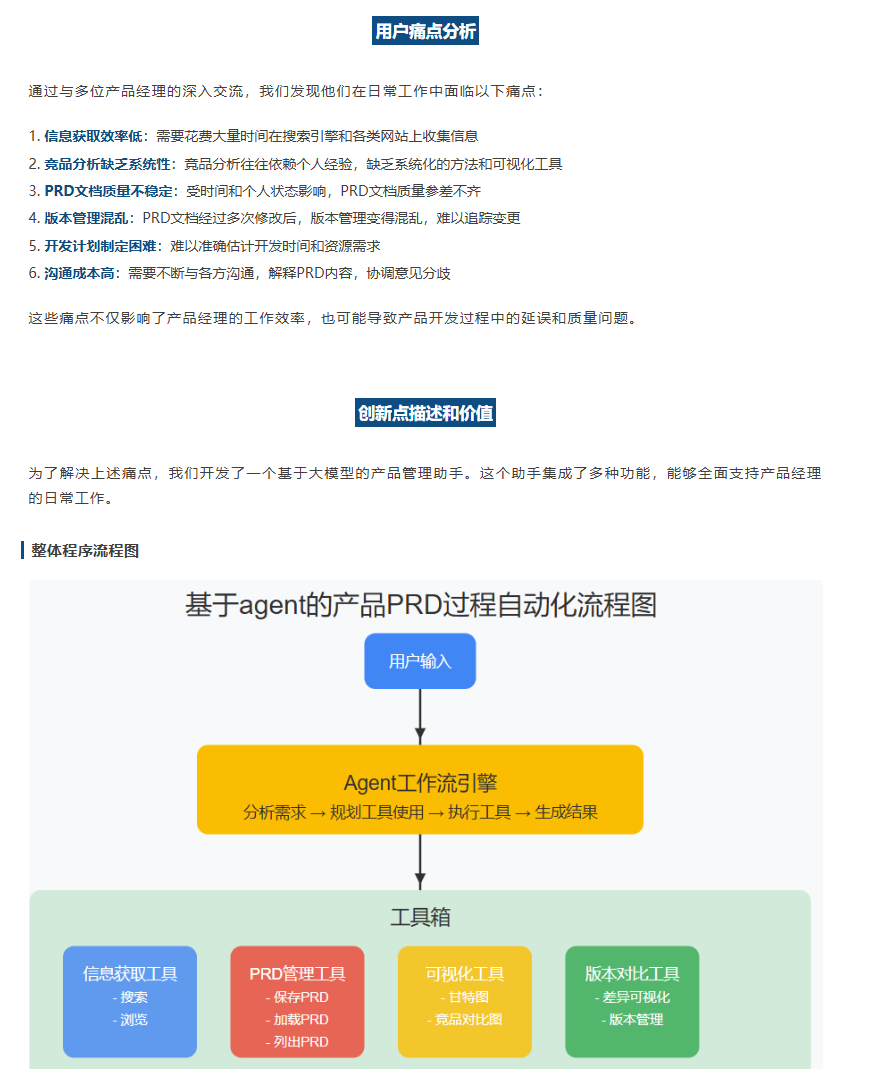 用户痛点分析
通过与多位产品经理的深入交流，我们发现他们在日常工作中面临以下痛点：
1. 信息获取效率低：需要花费大量时间在搜索引擎和各类网站上收集信息
2. 竞品分析缺乏系统性：竞品分析往往依赖个人经验，缺乏系统化的方法和可视化工具
3. PRD文档质量不稳定：受时间和个人状态影响，PRD文档质量参差不齐
4. 版本管理混乱：PRD文档经过多次修改后，版本管理变得混乱，难以追踪变更
5. 开发计划制定困难：难以准确估计开发时间和资源需求
6. 沟通成本高：需要不断与各方沟通，解释PRD内容，协调意见分歧
这些痛点不仅影响了产品经理的工作效率，也可能导致产品开发过程中的延误和质量问题。
创新点描述和价值
为了解决上述痛点，我们开发了一个基于大模型的产品管理助手。这个助手集成了多种功能，能够全面支持产品经理
的日常工作。
整体程序流程图
基于agent的产品PRD过程自动化流程图
用户输入
Agent工作流引擎
分析需求 → 规划工具使用 → 执行工具 → 生成结果
工具箱
信息获取工具
- 搜索
- 浏览
PRD管理工具
- 保存PRD
- 加载PRD
- 列出PRD
可视化工具
- 甘特图
- 竞品对比图
版本对比工具
- 差异可视化
- 版本管理